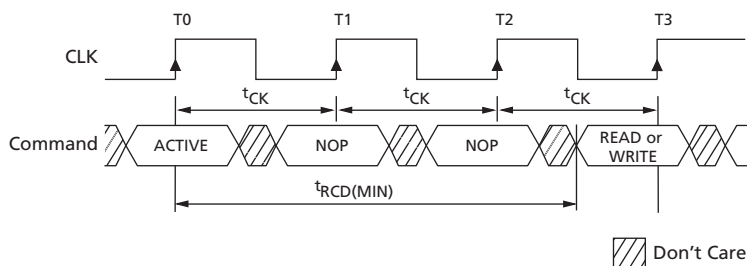 T0 T1 T2 T3
CLK
tCK tCK tCK
Command ACTIVE NOP NOP READ or
WRITE
tRCD(MIN)
Don't Care